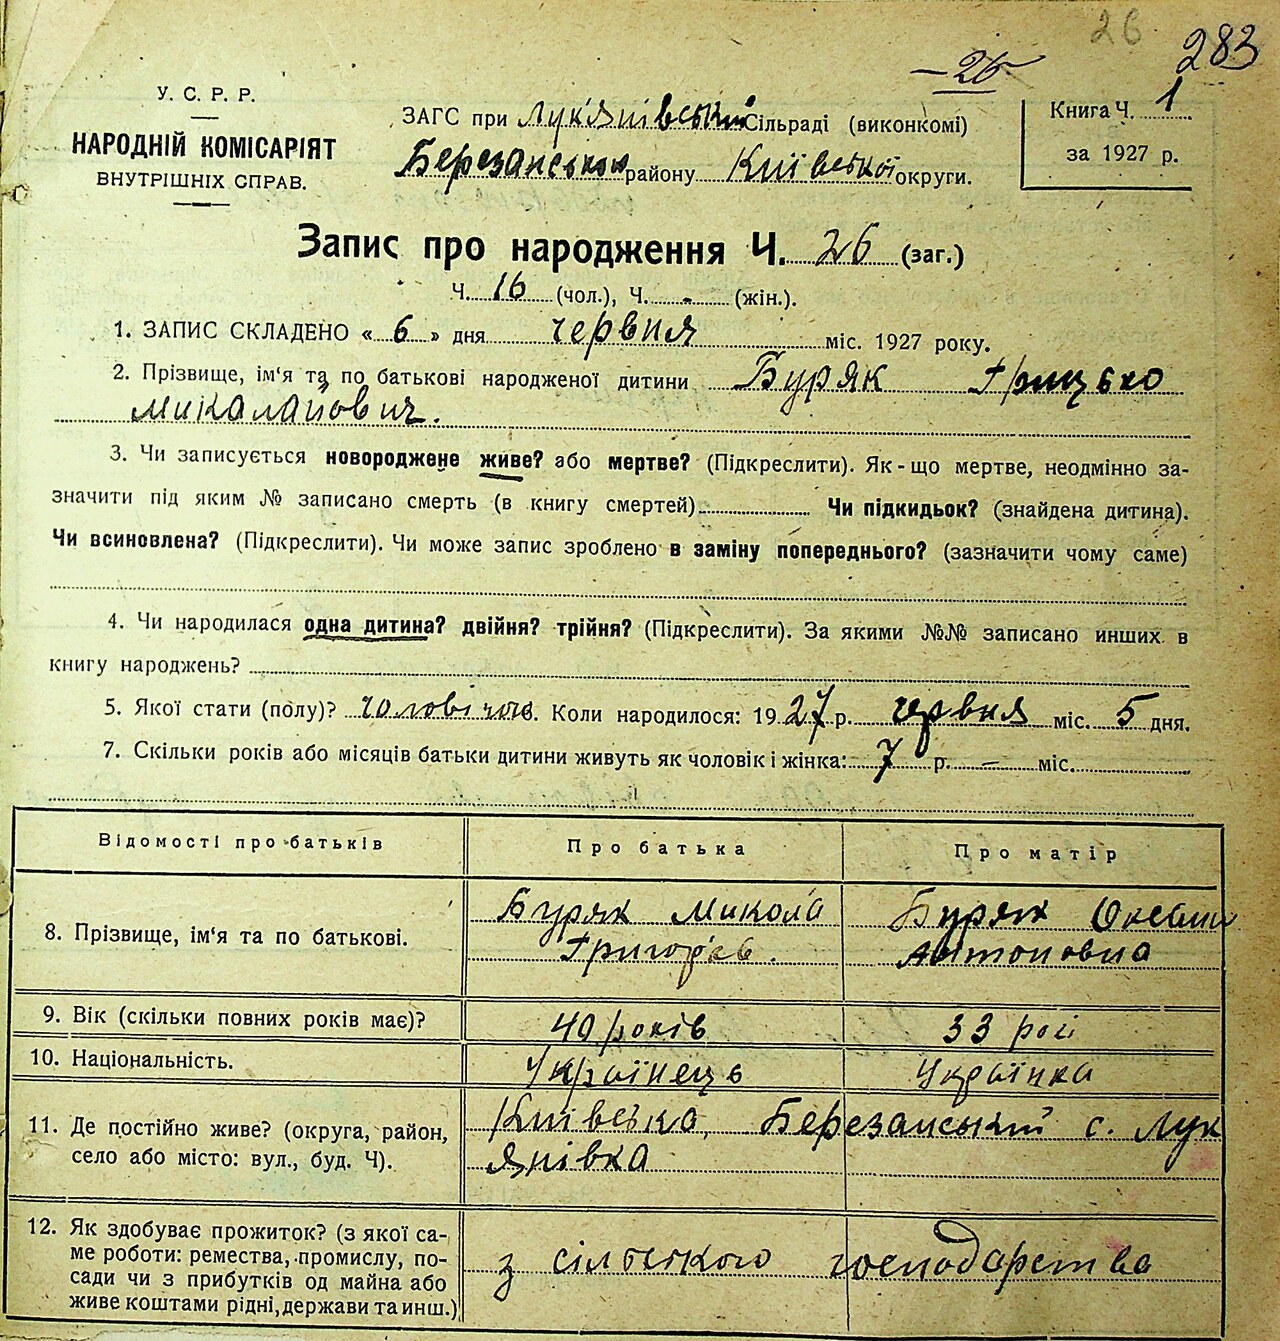 26
283
26
У. С. Р. Р.
НАРОДНІЙ КОМІСАРІЯТ
ВНУТРІШНІХ СПРАВ.
ЗАГС при Лук'янівській Сільраді (виконкомі)
Березанського району Київської округи.
Книга Ч. 1
за 1927 р.
Запис про народження Ч. 26 (заг.)
Ч. 16 (чол.), Ч. - (жін.).
1. ЗАПИС СКЛАДЕНО « 6 » дня червня міс. 1927 року.
2. Прізвище, ім'я та по батькові народженої дитини Буряк Грицько
Миколайович.
3. Чи записується новороджене живе? або мертве? (Підкреслити). Як-що мертве, неодмінно за-
значити під яким № записано смерть (в книгу смертей) Чи підкидьок? (знайдена дитина).
Чи всиновлена? (Підкреслити). Чи може запис зроблено в заміну попереднього? (зазначити чому саме)
4. Чи народилася одна дитина? двійня? трійня? (Підкреслити). За якими №№ записано инших в
книгу народжень?
5. Якої стати (полу)? чоловічої. Коли народилось: 1927 р. червня міс. 5 дня.
7. Скільки років або місяців батьки дитини живуть як чоловік і жінка: 7 р. — міс.
Відомості про батьків Про батька Про матір
8. Прізвище, ім'я та по батькові.
Буряк Микола
Григор'єв.
Буряк Оксана
Антоновна
9. Вік (скільки повних років має)? 40 років 33 рок
10. Національність. Українець Українка
11. Де постійно живе? (округа, район,
село або місто: вул., буд. Ч).
Київська, Березанський с. Лук
янівка
12. Як здобуває прожиток? (з якої са-
ме роботи: ремества, промислу, по-
сади чи з прибутків од майна або
живе коштами рідні, держави та инш.)
з сільського господарства